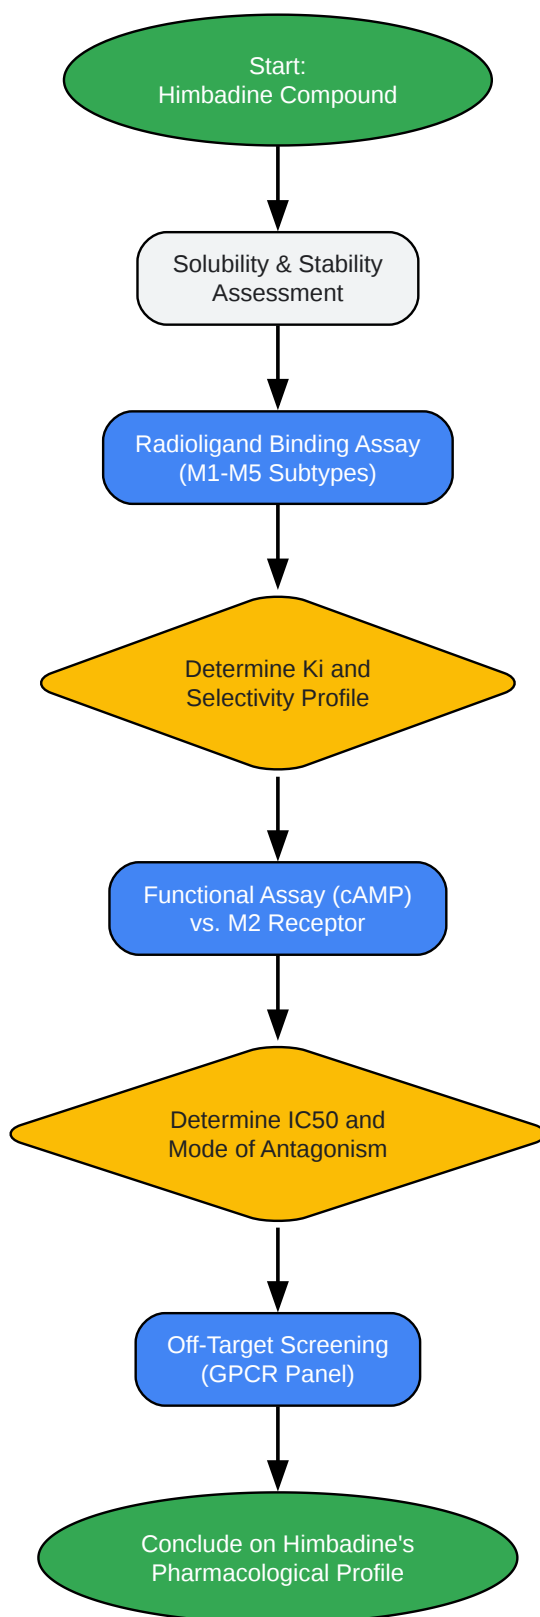 Start:
Himbadine Compound
Solubility & Stability
Assessment
Radioligand Binding Assay
(M1-M5 Subtypes)
Determine Ki and
Selectivity Profile
Functional Assay (cAMP)
vs. M2 Receptor
Determine IC50 and
Mode of Antagonism
Off-Target Screening
(GPCR Panel)
Conclude on Himbadine's
Pharmacological Profile